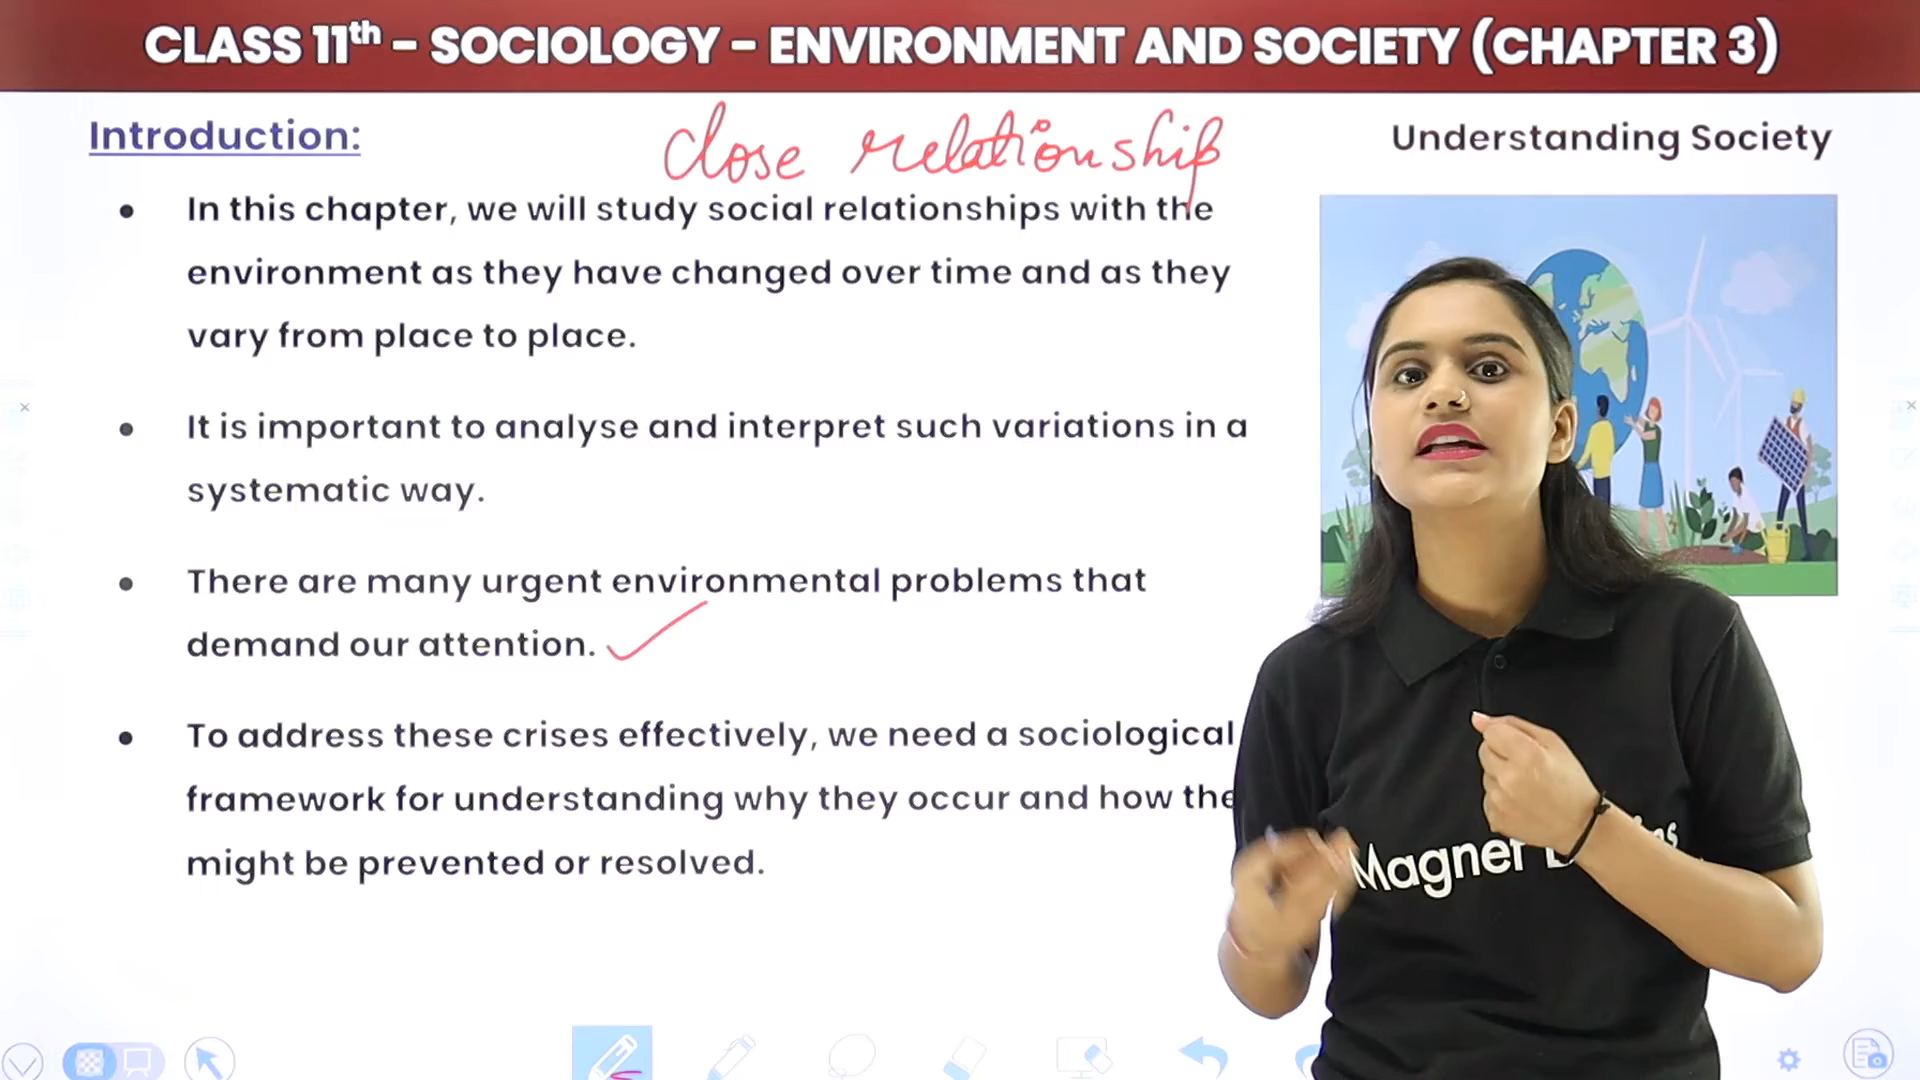 CLASS 11th - SOCIOLOGY - ENVIRONMENT AND SOCIETY (CHAPTER 3)
Introduction:
close relationship
Understanding Society
• In this chapter, we will study social relationships with the
environment as they have changed over time and as they
vary from place to place.
• It is important to analyse and interpret such variations in a
systematic way.
• There are many urgent environmental problems that
demand our attention.
• To address these crises effectively, we need a sociological
framework for understanding why they occur and how the
might be prevented or resolved.
Magnet